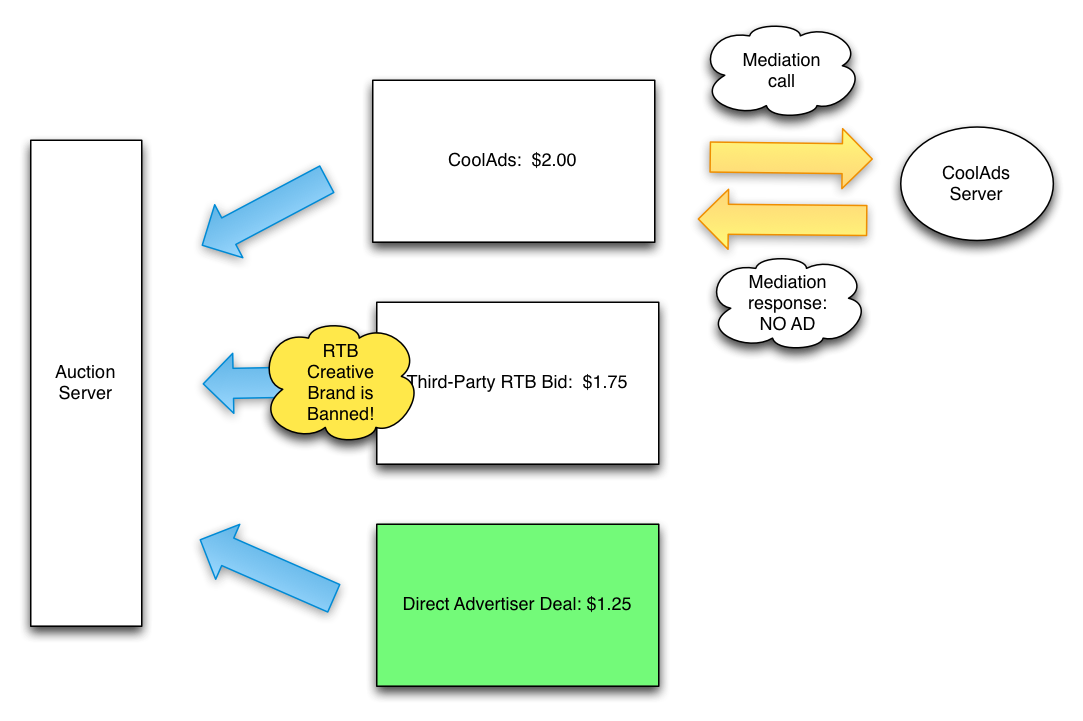 Mediation
call
CoolAds:  $2.00
CoolAds
Server
Mediation
response:
NO AD
Auction
Server
RTB
Creative
Brand is
Banned!
Third-Party RTB Bid:  $1.75
Direct Advertiser Deal: $1.25